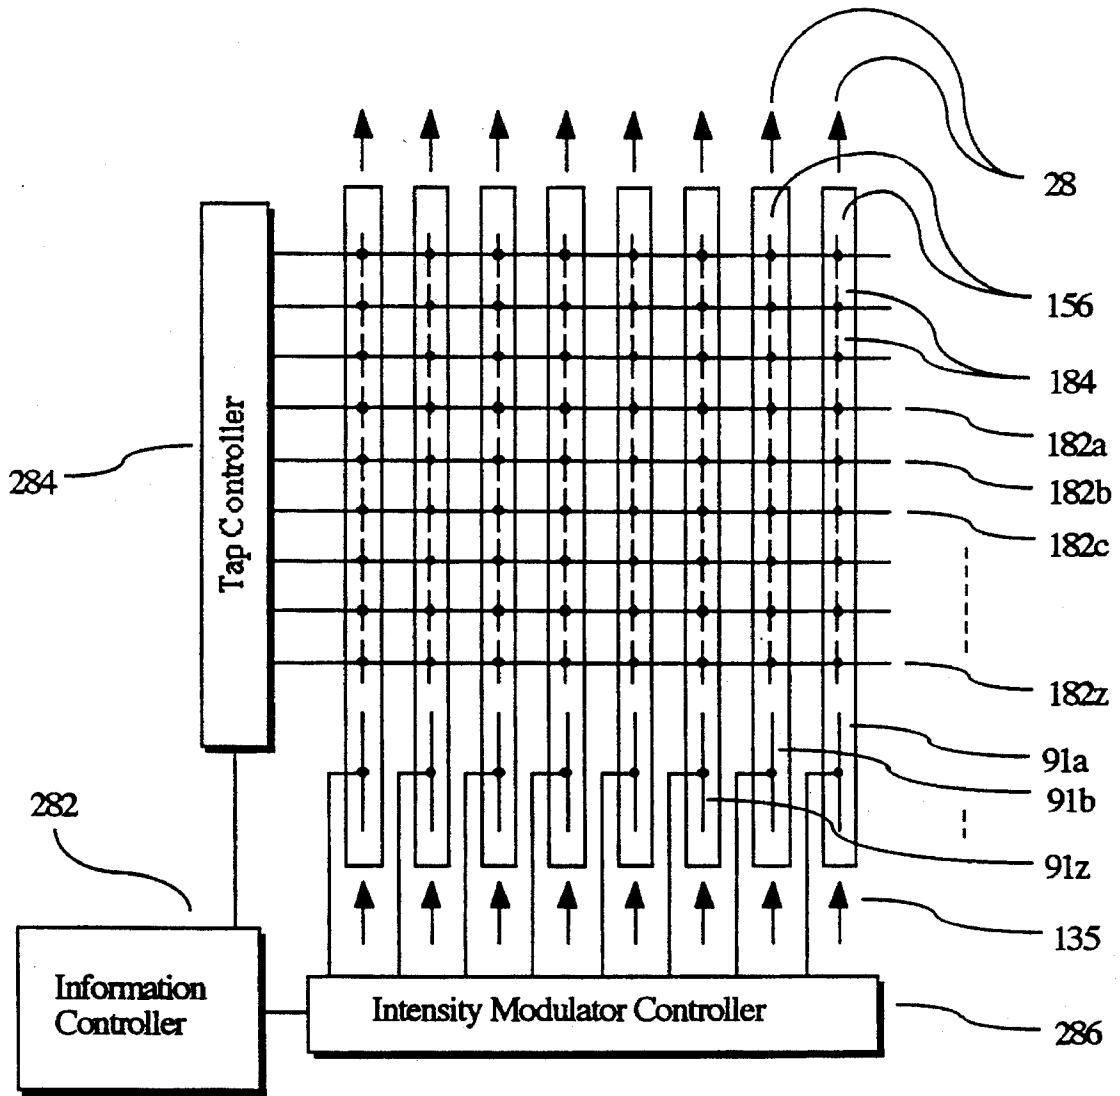 28
156
184
182a
182b
182c
182z
91a
91b
91z
135
286
284
Tap Controller
282
Information
Controller
Intensity Modulator Controller